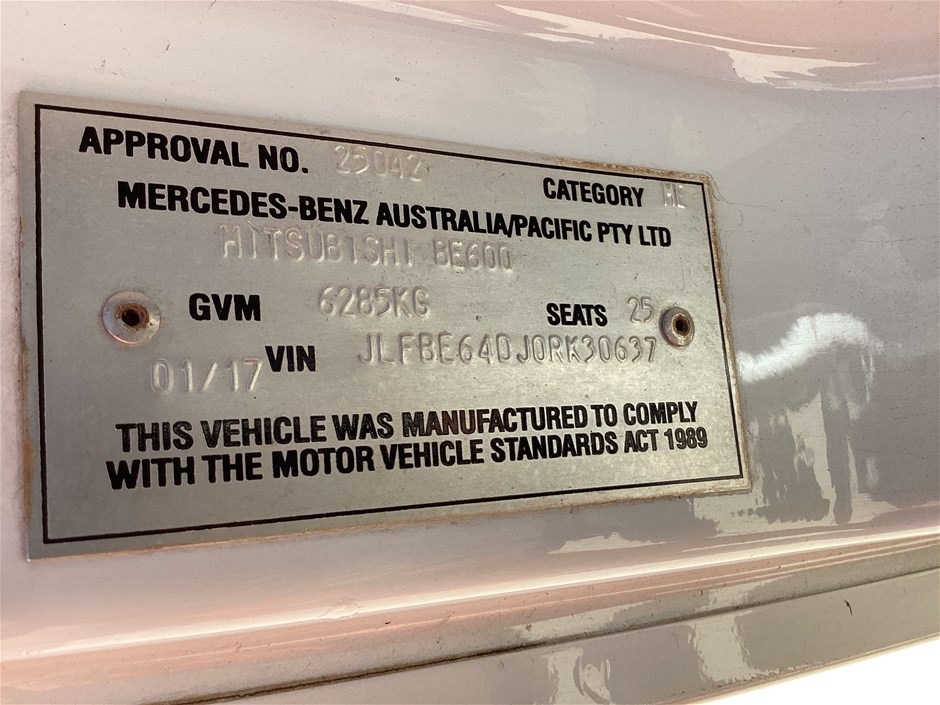 APPROVAL NO. 25042 CATEGORY ME
MERCEDES-BENZ AUSTRALIA/PACIFIC PTY LTD
MITSUBISHI BE600
GVM 6285KG SEATS 25
01/17 VIN JLFBE64DJ0RK30637
THIS VEHICLE WAS MANUFACTURED TO COMPLY
WITH THE MOTOR VEHICLE STANDARDS ACT 1989